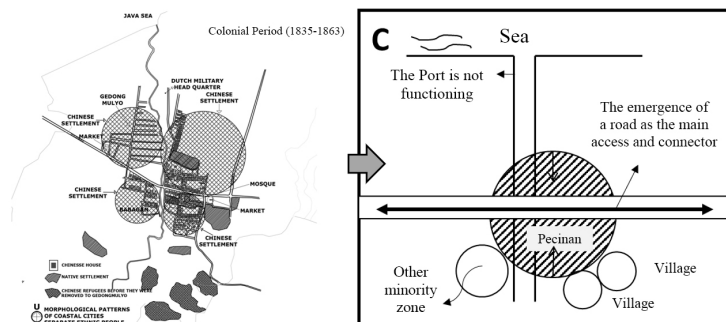 JAVA SEA
Colonial Period (1835-1863)
DUTCH MILITARY
HEAD QUARTER
CHINESE
SETTLEMENT
GEDONG
MULYO
CHINESE
SETTLEMENT
MARKET
CHINESE
SETTLEMENT
MOSQUE
MARKET
BABAGAN
CHINESE
SETTLEMENT
CHINESSE HOUSE
NATIVE SETTLEMENT
CHINESE REFUGEES BEFORE THEY WERE
REMOVED TO GEDONGMULYO
U
MORPHOLOGICAL PATTERNS
OF COASTAL CITIES
SEPARATE ETHNIC PEOPLE
C
Sea
The Port is not
functioning
The emergence of
a road as the main
access and connector
Pecinan
Other
minority
zone
Village
Village